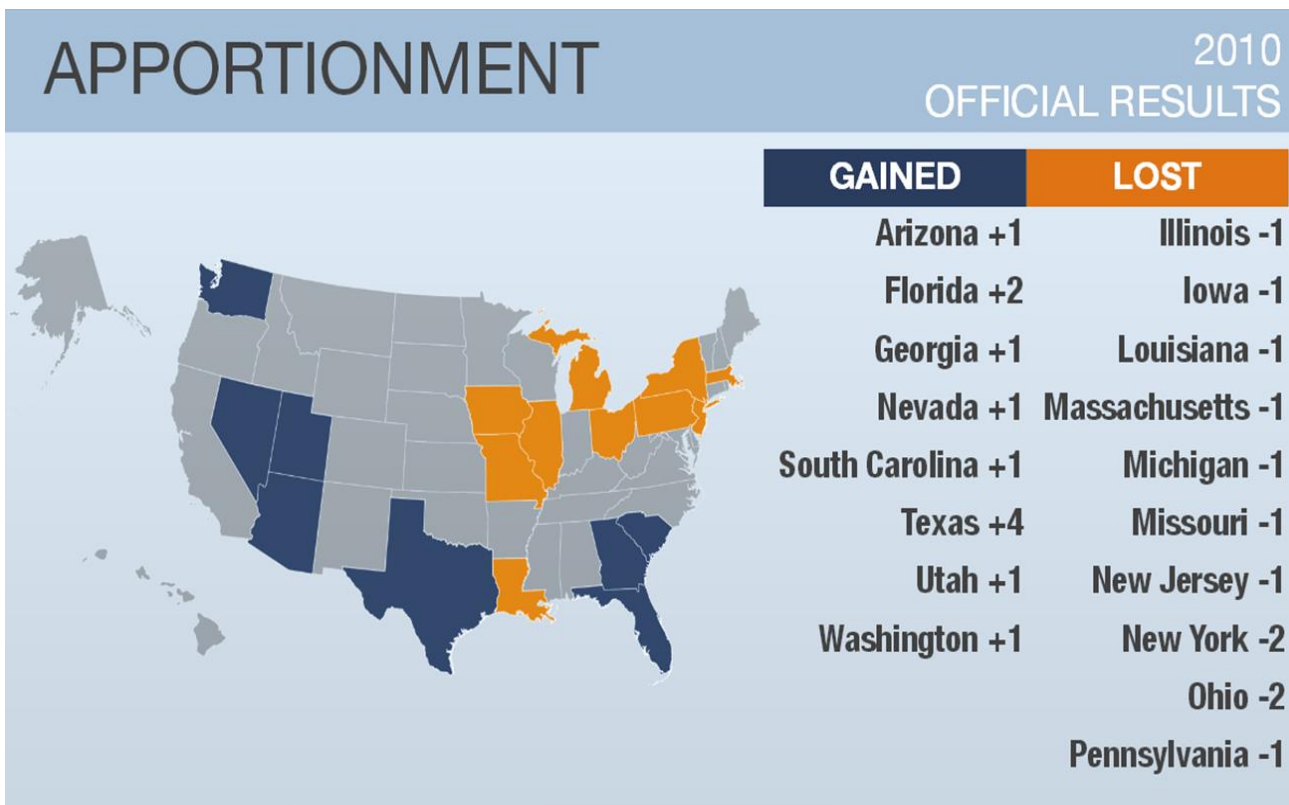 APPORTIONMENT
2010
OFFICIAL RESULTS
GAINED
Arizona +1
Florida +2
Georgia +1
Nevada +1
South Carolina +1
Texas +4
Utah +1
Washington +1
LOST
Illinois -1
Iowa -1
Louisiana -1
Massachusetts -1
Michigan -1
Missouri -1
New Jersey -1
New York -2
Ohio -2
Pennsylvania -1